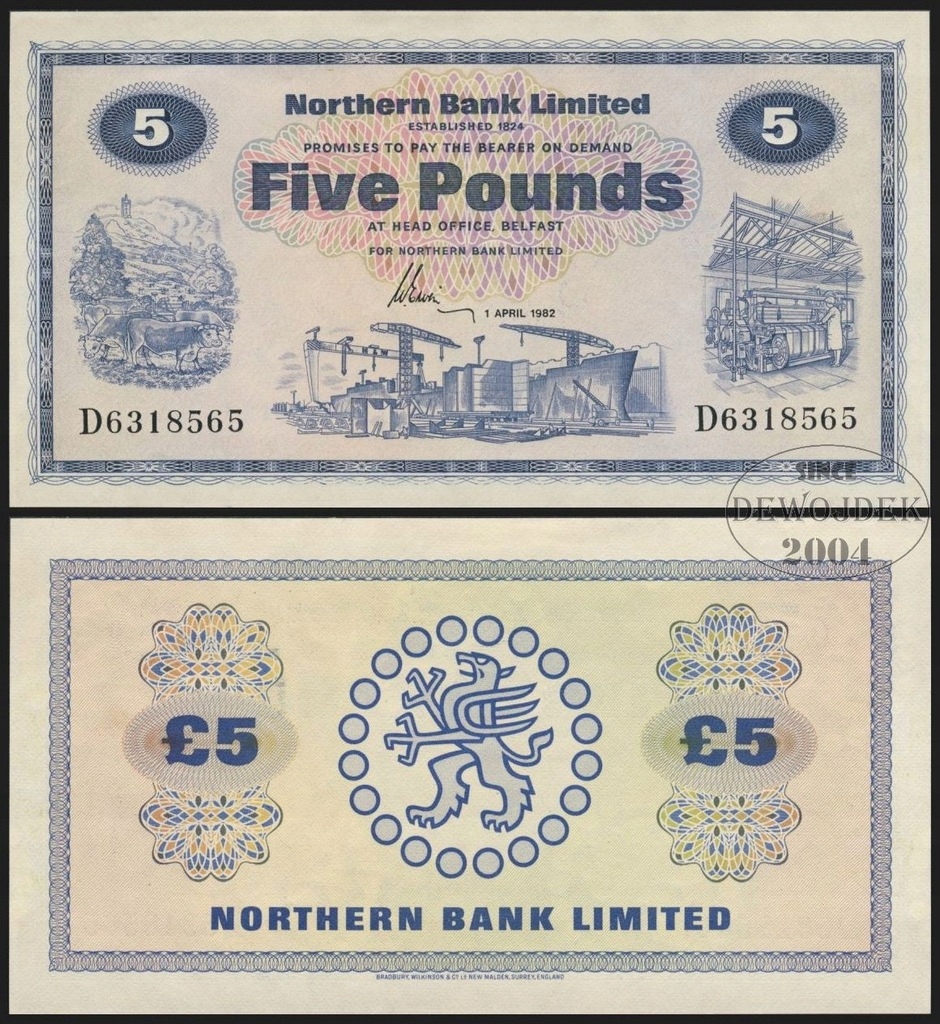 5
Northern Bank Limited
ESTABLISHED 1824
PROMISES TO PAY THE BEARER ON DEMAND
5
Five Pounds
AT HEAD OFFICE, BELFAST
FOR NORTHERN BANK LIMITED
1 APRIL 1982
D6318565
D6318565
SINCE
DEWOJDEK
2004
£5
£5
NORTHERN BANK LIMITED
BRADBURY, WILKINSON & Cº Lᴰ NEW MALDEN, SURREY, ENGLAND